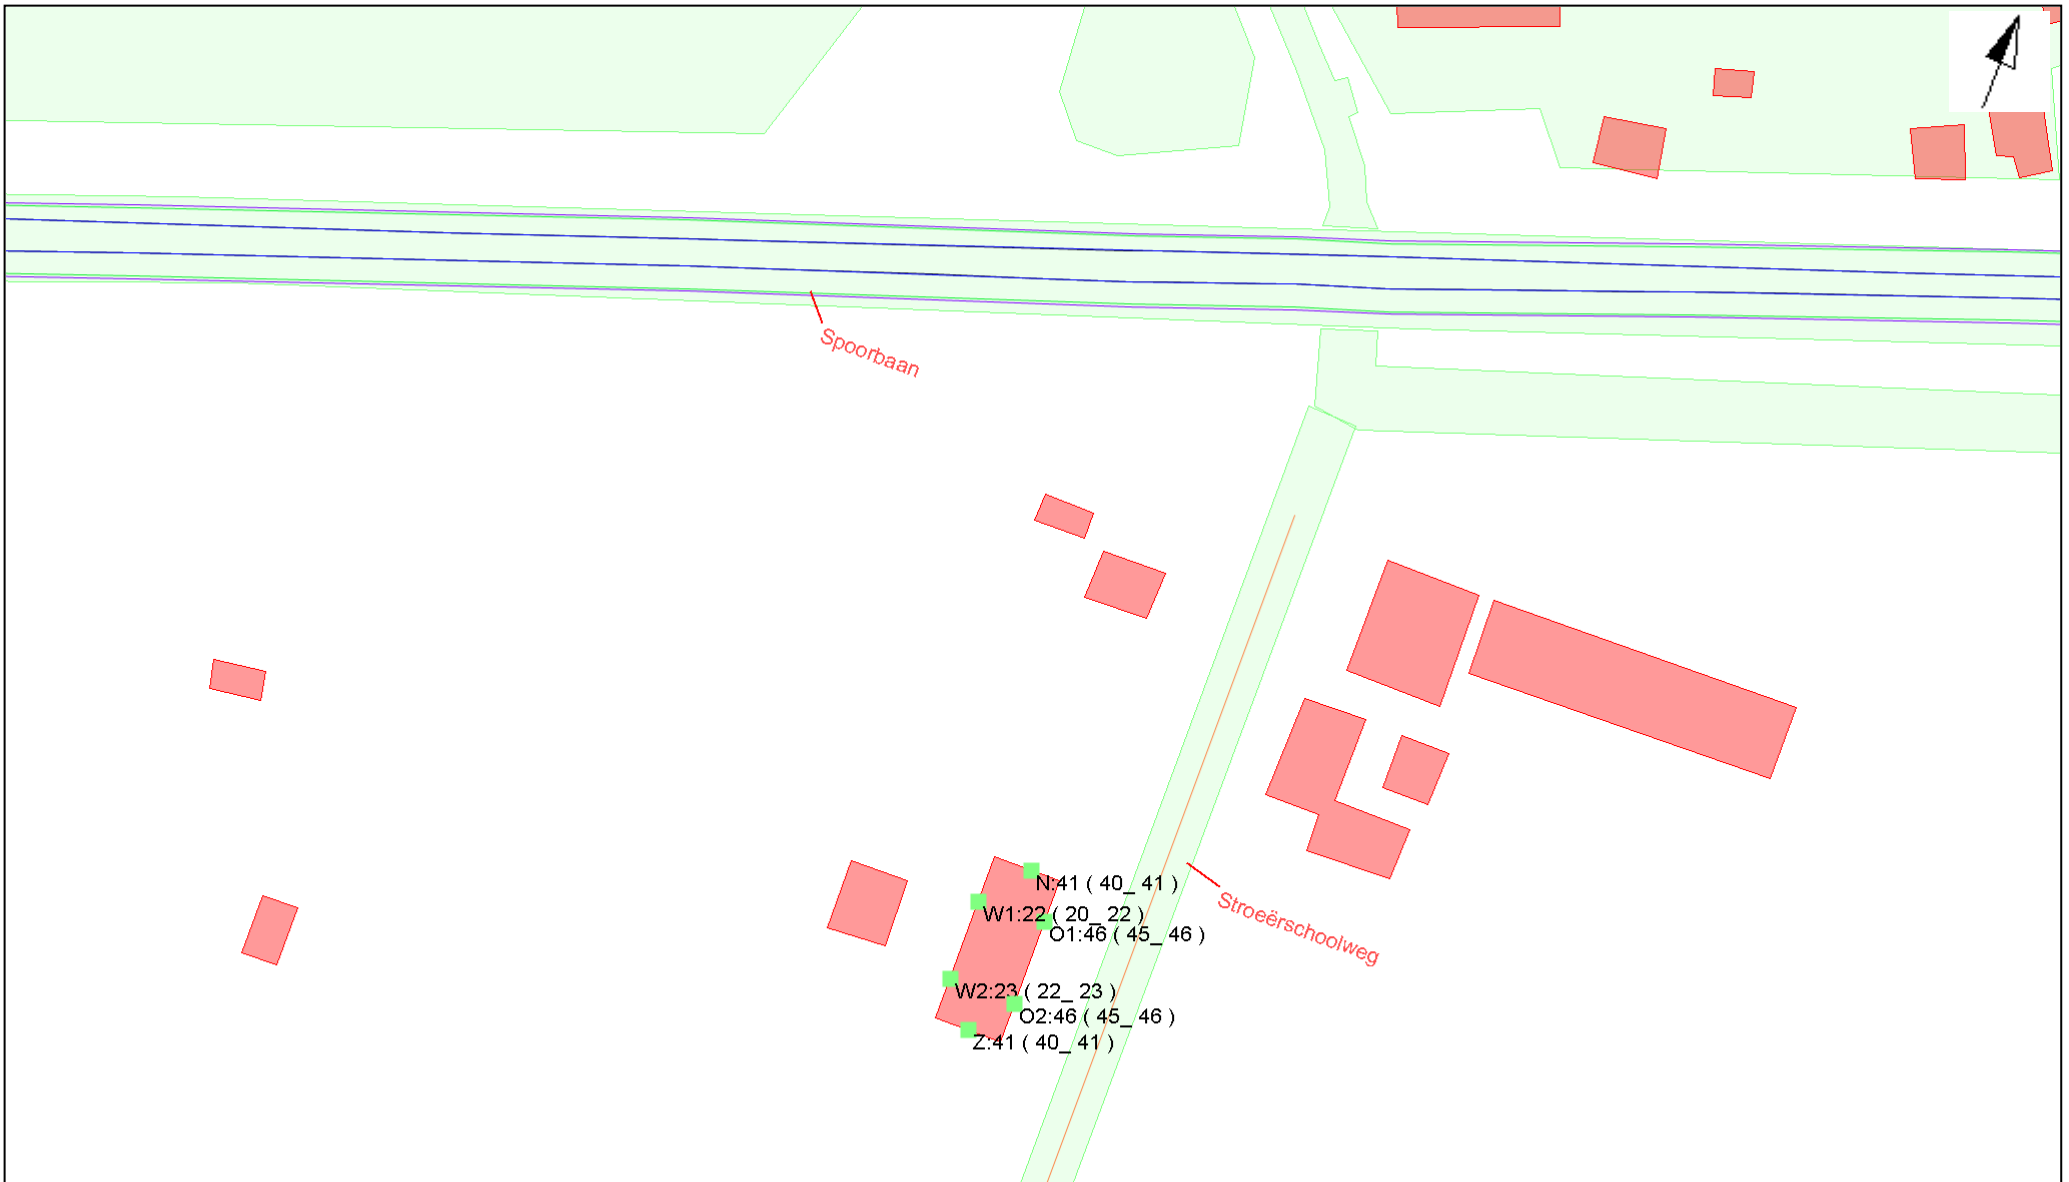 Spoorbaan
N:41 ( 40_ 41 )
W1:22 ( 20_ 22 )
O1:46 ( 45_ 46 )
Stroeërschoolweg
W2:23 ( 22_ 23 )
O2:46 ( 45_ 46 )
Z:41 ( 40_ 41 )